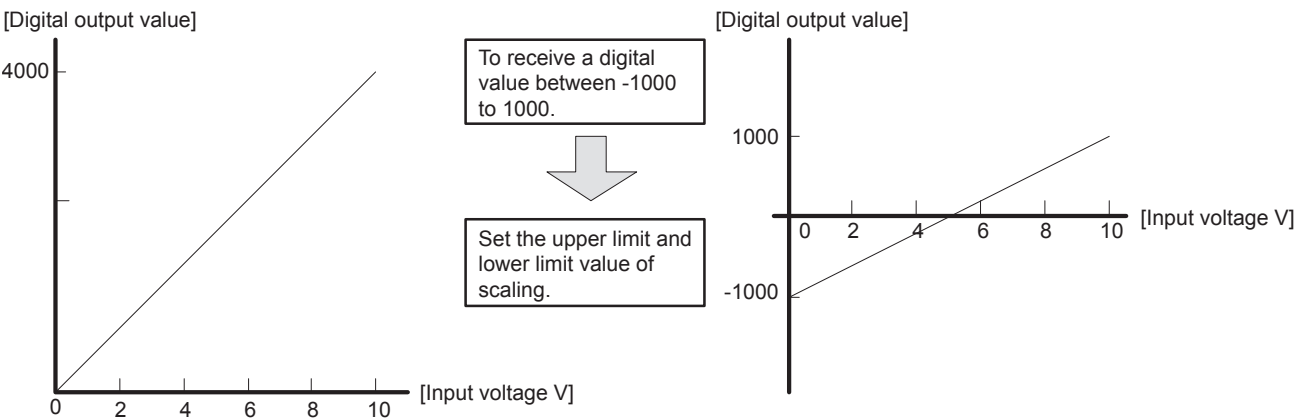 [Digital output value]
4000
0
2
4
6
8
10
[Input voltage V]
To receive a digital
value between -1000
to 1000.
Set the upper limit and
lower limit value of
scaling.
[Digital output value]
1000
0
2
4
6
8
10
[Input voltage V]
-1000